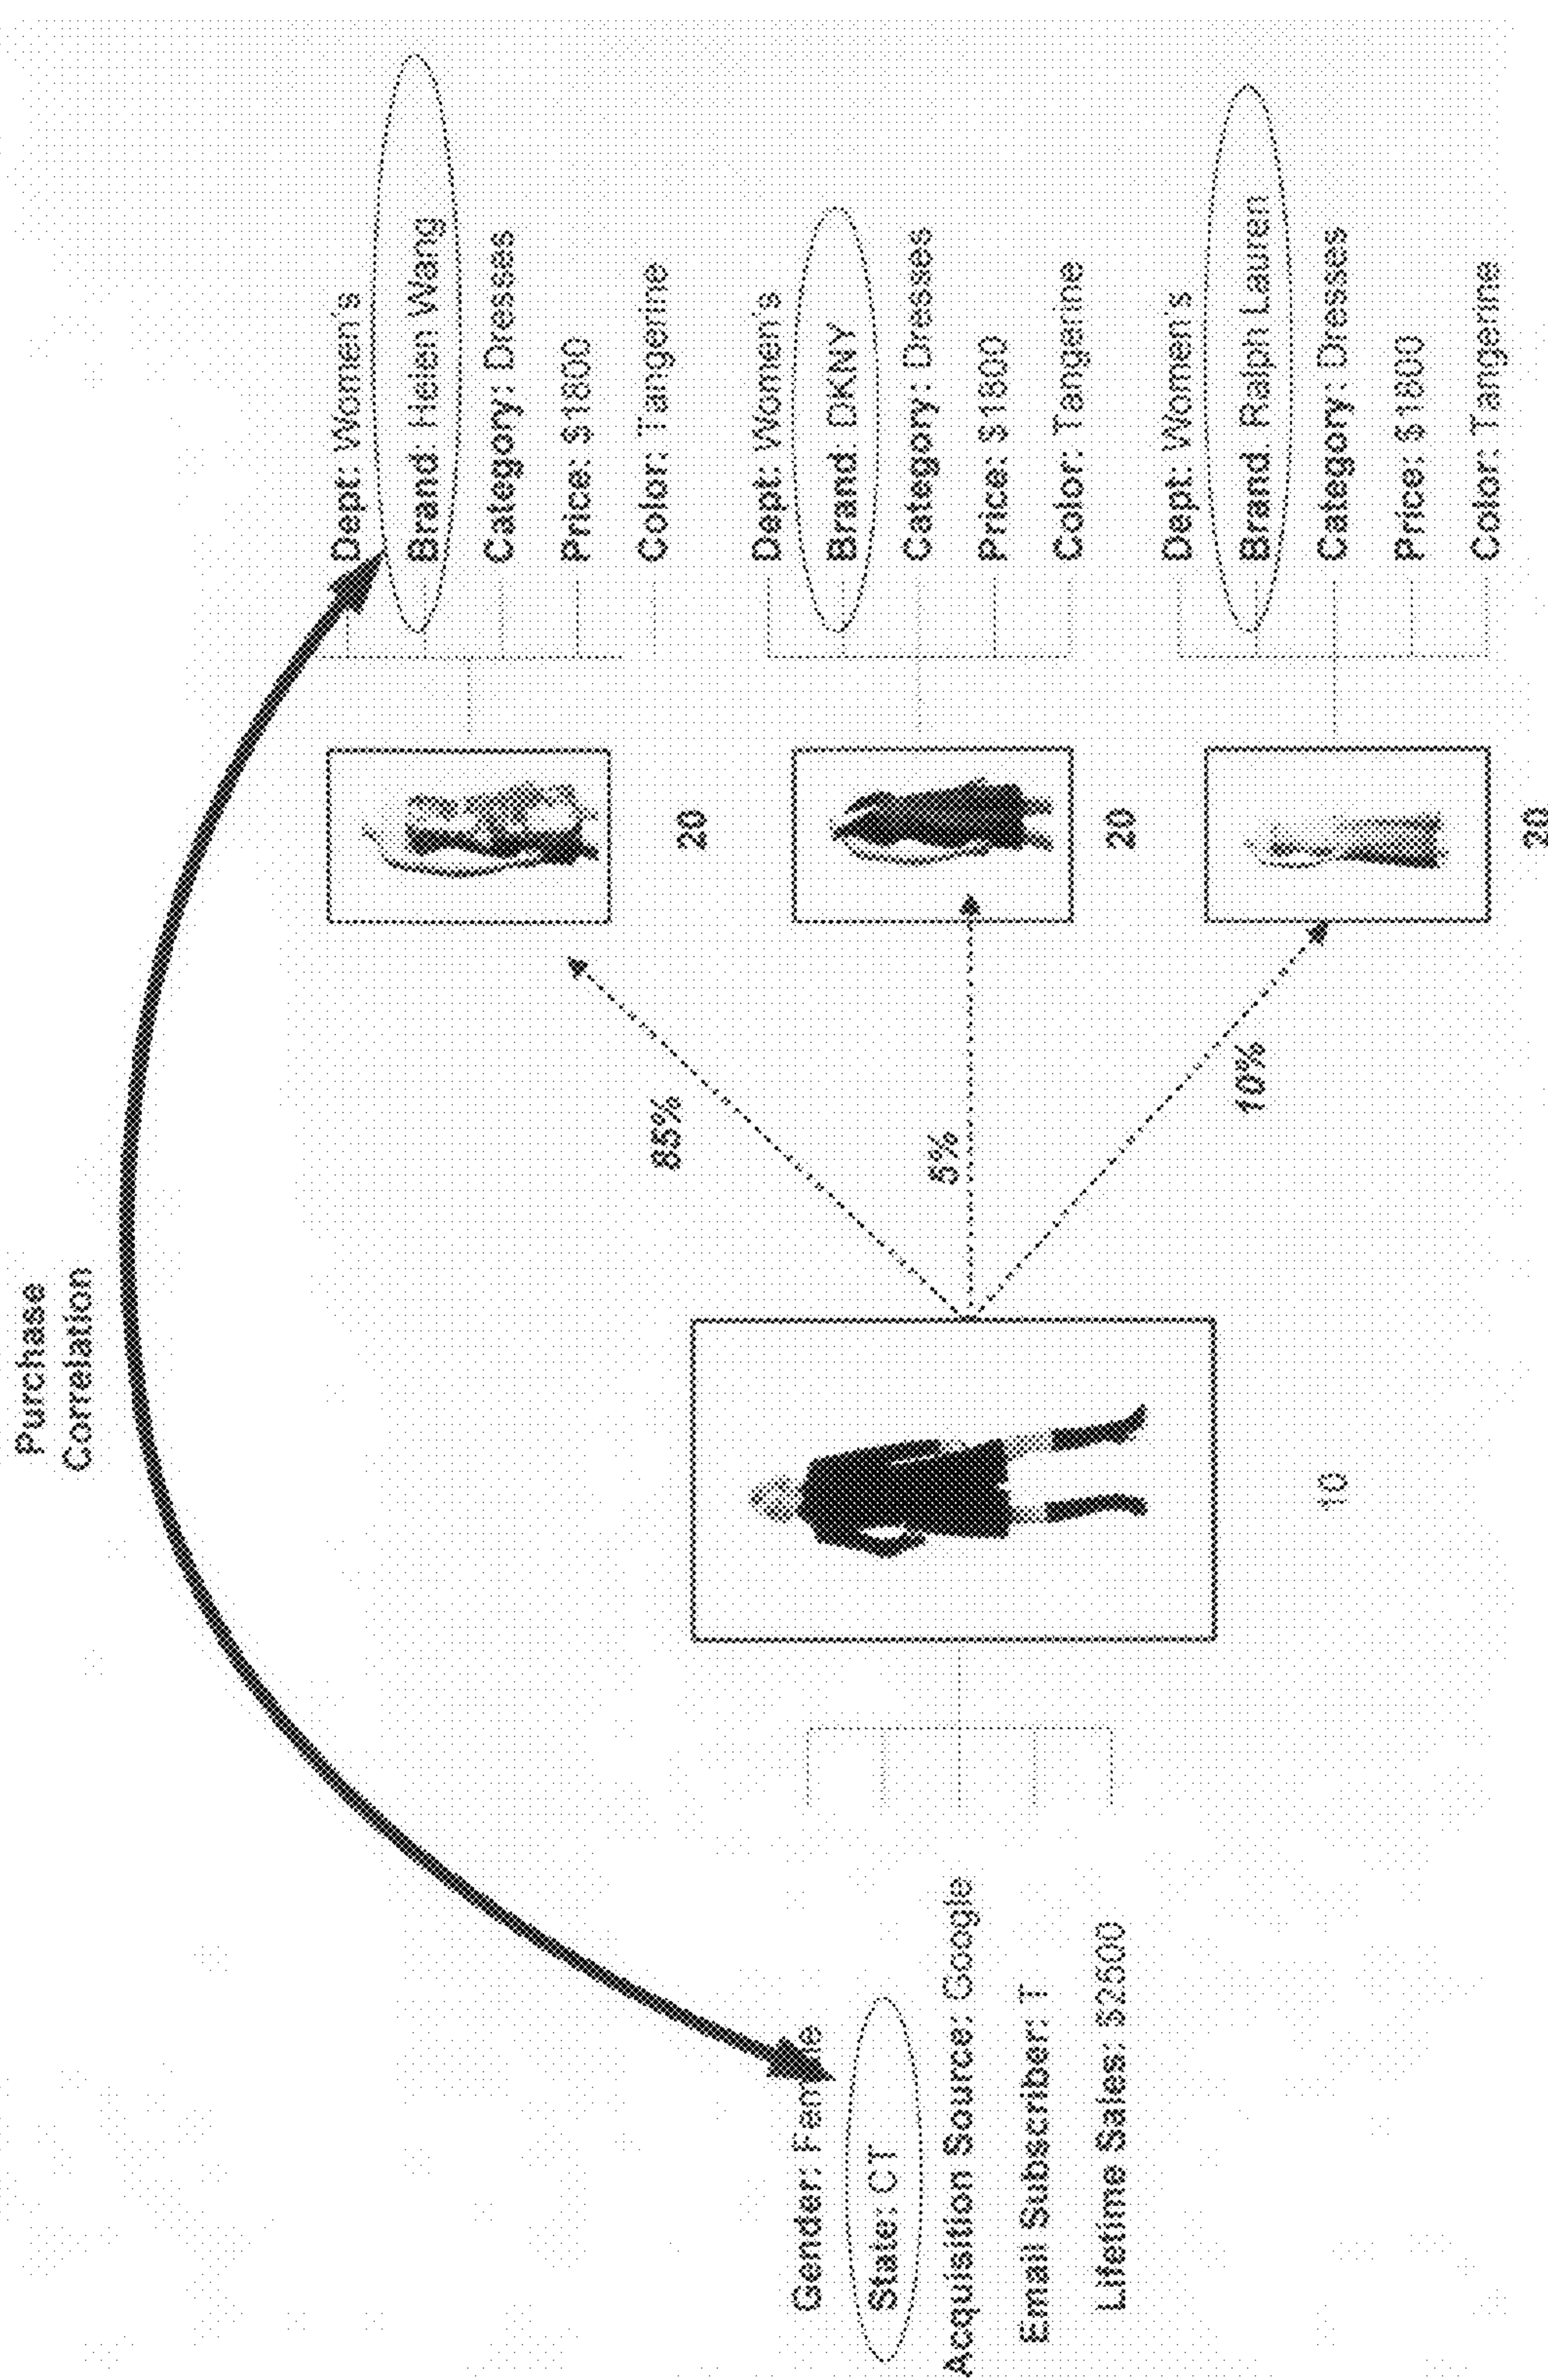 Purchase
Correlation
Gender: Female
State: CT
Acquisition Source: Google
Email Subscriber: T
Lifetime Sales: $2500
10
85%
5%
10%
20
Dept: Women's
Brand: Helen Wang
Category: Dresses
Price: $1800
Color: Tangerine
20
Dept: Women's
Brand: DKNY
Category: Dresses
Price: $1800
Color: Tangerine
20
Dept: Women's
Brand: Ralph Lauren
Category: Dresses
Price: $1800
Color: Tangerine